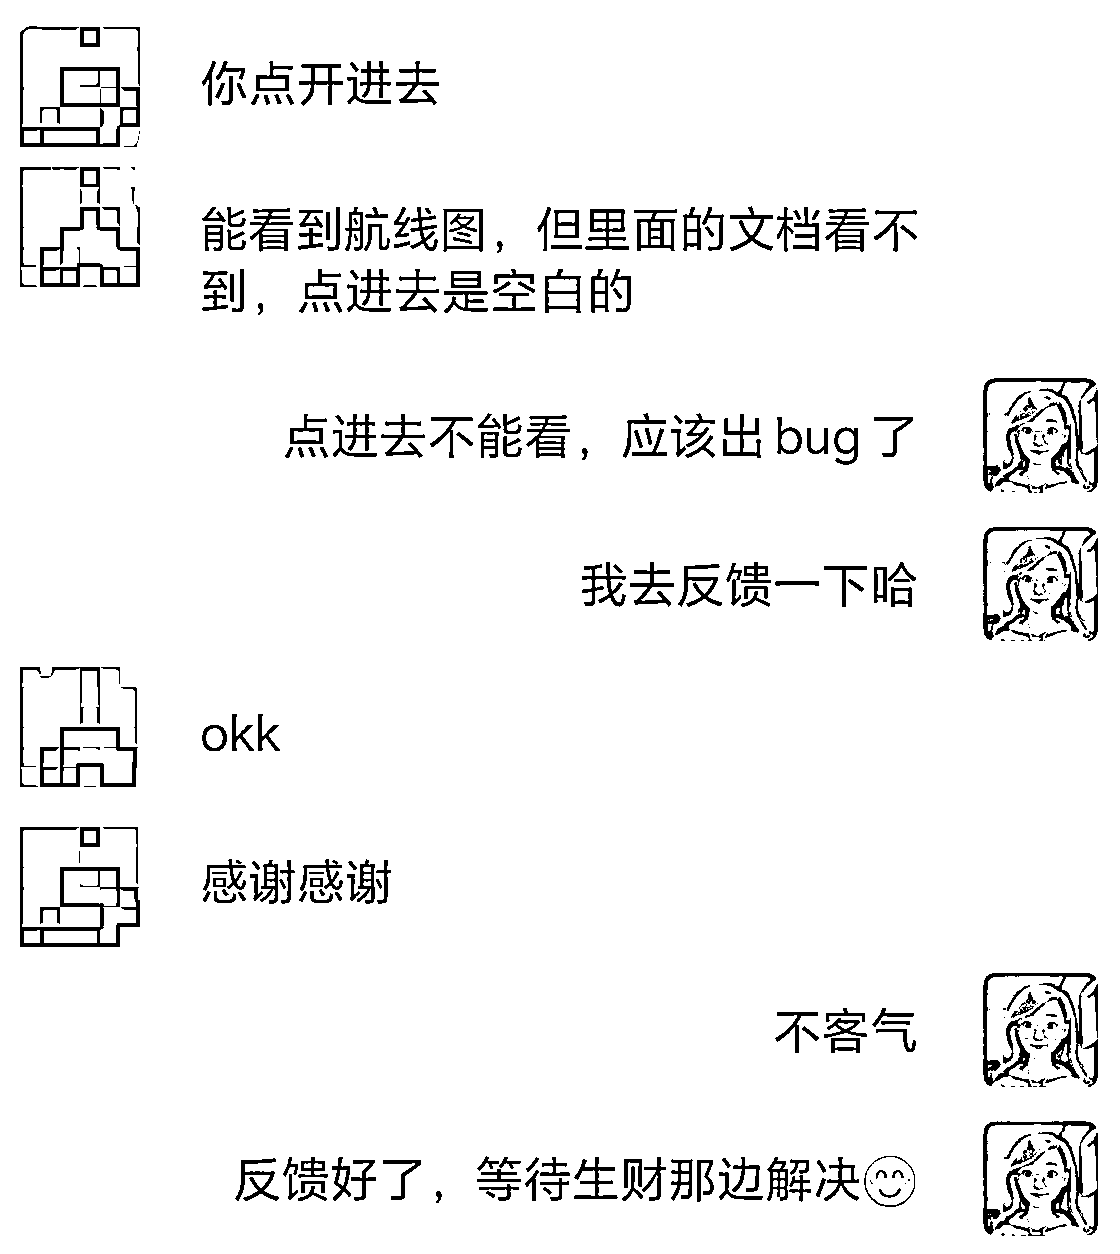 你点开进去
能看到航线图，但里面的文档看不
到，点进去是空白的
点进去不能看，应该出 bug 了
我去反馈一下哈
okk
感谢感谢
不客气
反馈好了，等待生财那边解决😊